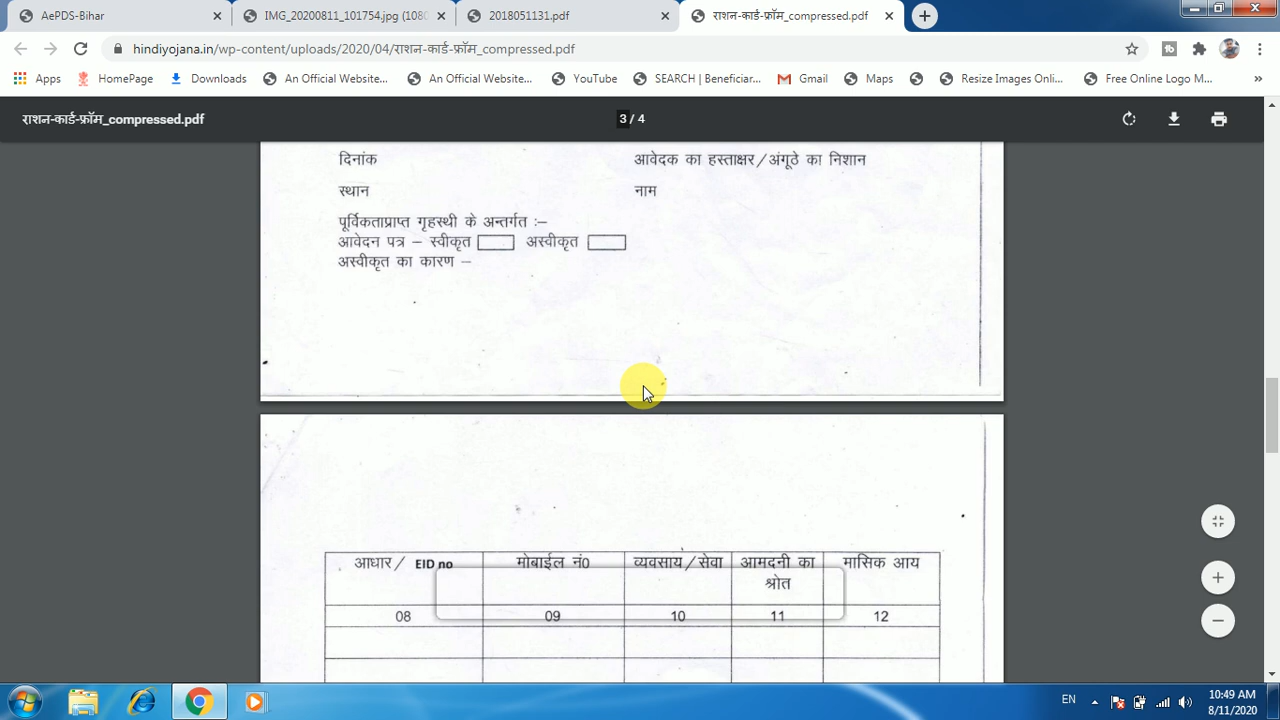 AePDS-Bihar
IMG_20200811_101754.jpg (1080
2018051131.pdf
राशन-कार्ड-फ्रॉम_compressed.pdf
hindiyojana.in/wp-content/uploads/2020/04/राशन-कार्ड-फ्रॉम_compressed.pdf
Apps HomePage Downloads An Official Website... An Official Website... YouTube SEARCH | Beneficiar... Gmail Maps Resize Images Onli... Free Online Logo M... »
राशन-कार्ड-फ्रॉम_compressed.pdf 3 / 4
दिनांक आवेदक का हस्ताक्षर/अंगूठे का निशान
स्थान नाम
पूर्विकताप्राप्त गृहस्थी के अन्तर्गत :–
आवेदन पत्र – स्वीकृत अस्वीकृत
अस्वीकृत का कारण –
आधार/ EID no मोबाईल नं0 व्यवसाय/सेवा आमदनी का मासिक आय
श्रोत
08 09 10 11 12
EN 10:49 AM
8/11/2020